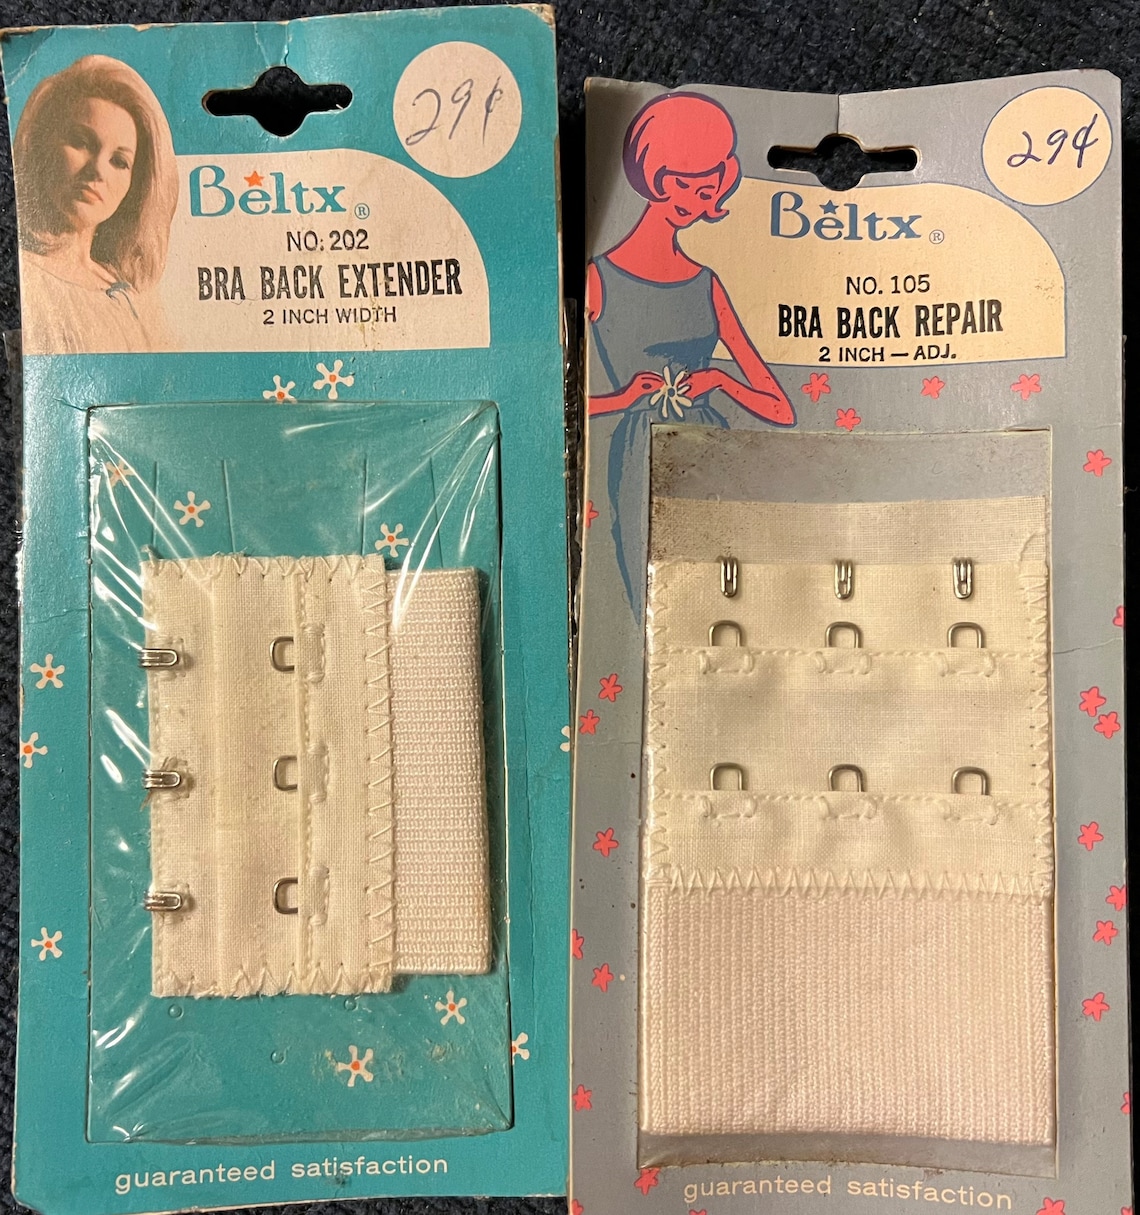 29¢
Beltx ®
NO. 202
BRA BACK EXTENDER
2 INCH WIDTH
guaranteed satisfaction
29¢
Beltx ®
NO. 105
BRA BACK REPAIR
2 INCH — ADJ.
guaranteed satisfaction